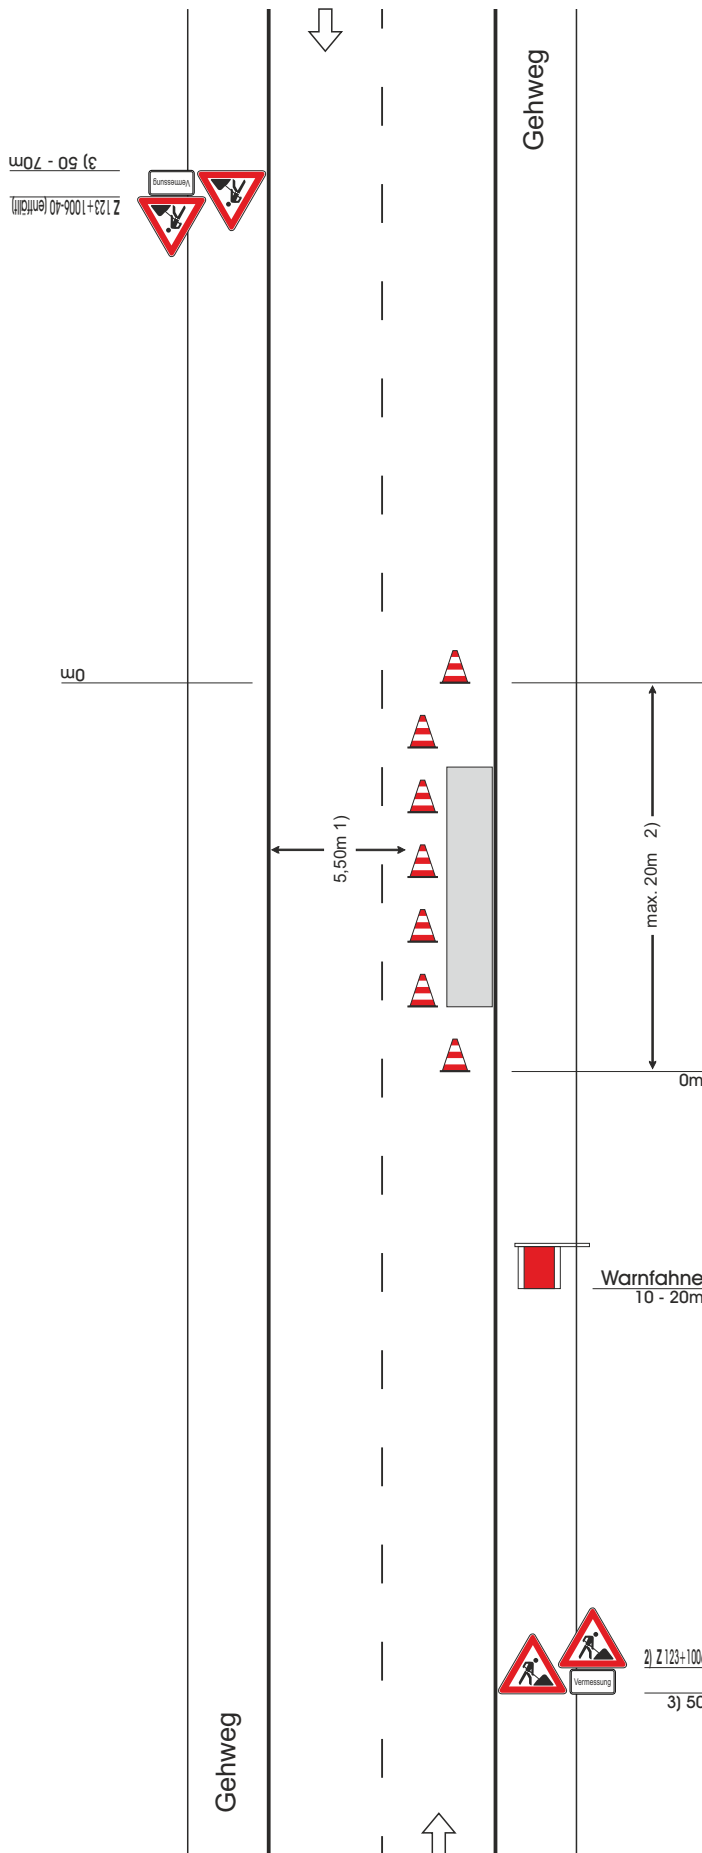 Gehweg
3) 50 - 70m
Vermessung
Z 123+1006-40 (entfällt)
0m
5,50m 1)
max. 20m 2)
0m
Warnfahne
10 - 20m
2) Z 123+100
Vermessung
3) 50
Gehweg